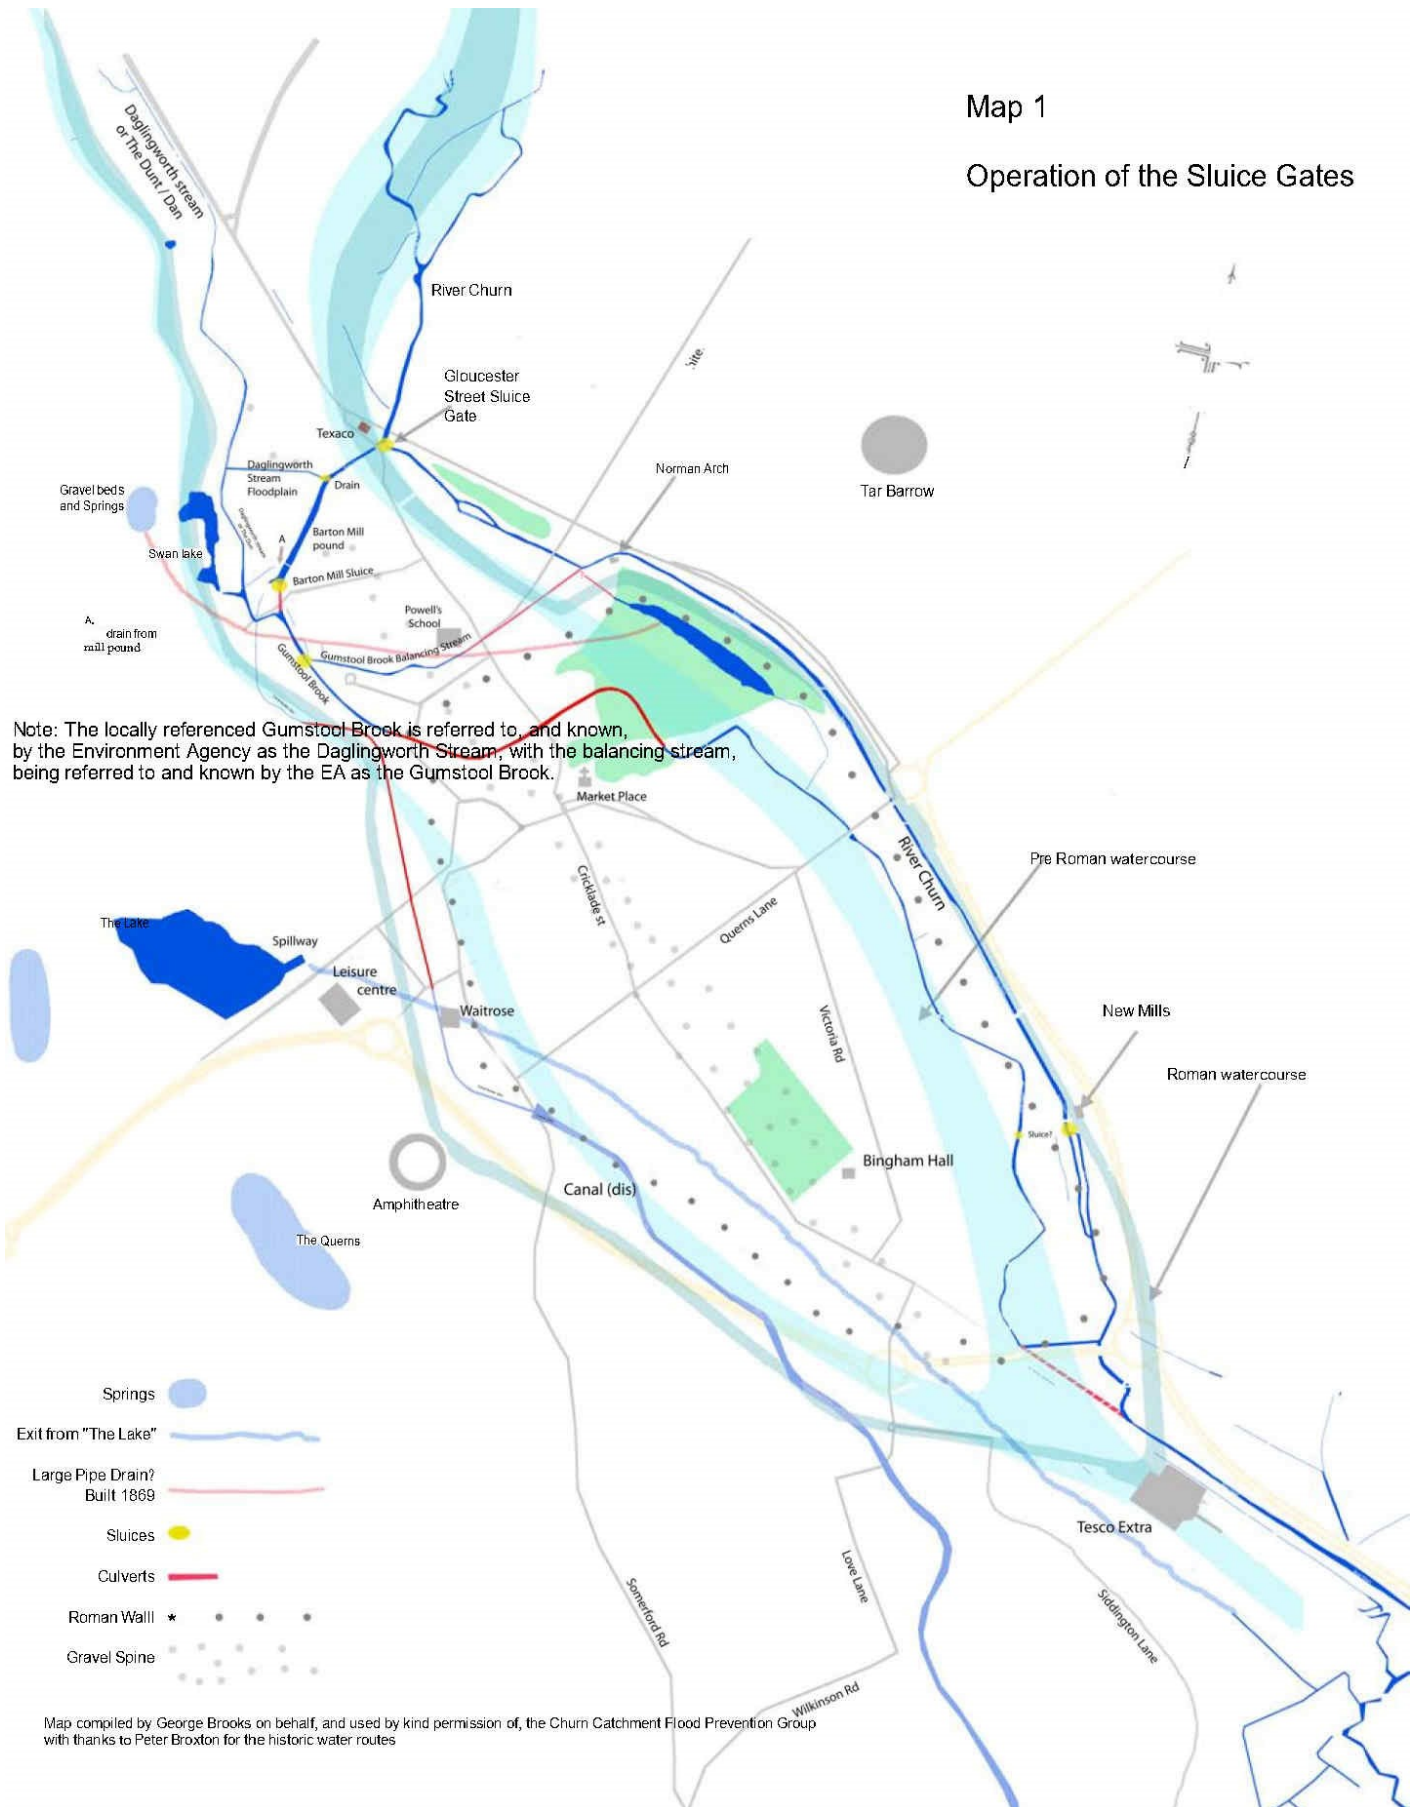 Map 1
Operation of the Sluice Gates
Daglingworth stream
or The Dunt / Dan
River Churn
Gloucester
Street Sluice
Gate
Texaco
Norman Arch
Tar Barrow
Daglingworth
Stream
Floodplain
Drain
Gravel beds
and Springs
Swan lake
A
Barton Mill
pound
Barton Mill Sluice
Powell's
School
A.
drain from
mill pound
Gumstool Brook Balancing Stream
Gumstool Brook
Note: The locally referenced Gumstool Brook is referred to, and known,
by the Environment Agency as the Daglingworth Stream, with the balancing stream,
being referred to and known by the EA as the Gumstool Brook.
Market Place
Cricklade st
Querns Lane
River Churn
Pre Roman watercourse
The Lake
Spillway
Leisure
centre
Waitrose
Victoria Rd
New Mills
Roman watercourse
Sluice?
Bingham Hall
Canal (dis)
Amphitheatre
The Querns
Tesco Extra
Love Lane
Somerford Rd
Siddington Lane
Wilkinson Rd
Springs
Exit from "The Lake"
Large Pipe Drain?
Built 1869
Sluices
Culverts
Roman Walll *
Gravel Spine
Map compiled by George Brooks on behalf, and used by kind permission of, the Churn Catchment Flood Prevention Group
with thanks to Peter Broxton for the historic water routes